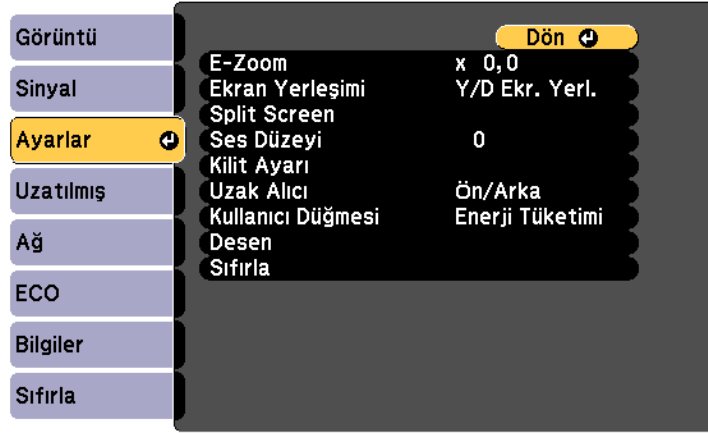 Görüntü
Sinyal
Ayarlar
Uzatılmış
Ağ
ECO
Bilgiler
Sıfırla
Dön
E-Zoom x 0,0
Ekran Yerleşimi Y/D Ekr. Yerl.
Split Screen
Ses Düzeyi 0
Kilit Ayarı
Uzak Alıcı Ön/Arka
Kullanıcı Düğmesi Enerji Tüketimi
Desen
Sıfırla